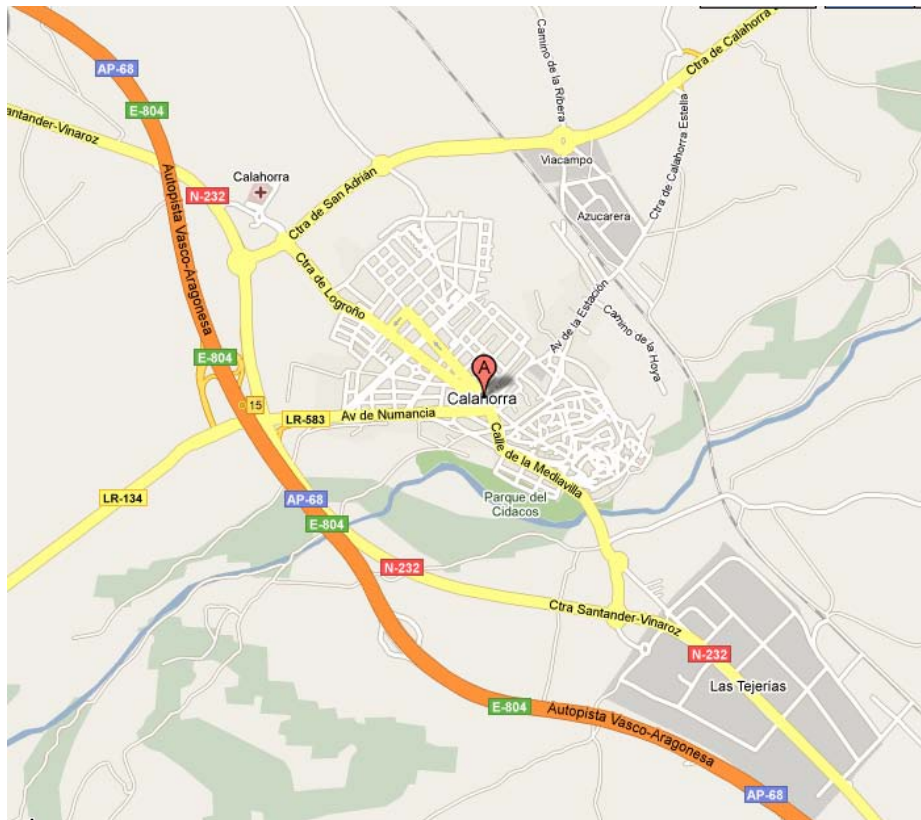 AP-68
E-804
Santander-Vinaroz
Camino de la Ribera
Ctra de Calahorra
Viacampo
Ctra de Calahorra Estella
Calahorra
N-232
Ctra de San Adrián
Azucarera
Autopista Vasco-Aragonesa
Ctra de Logroño
Av de la Estación
Camino de la Hoya
E-804
A
Calahorra
15
LR-583
Av de Numancia
Calle de la Mediavilla
LR-134
AP-68
Parque del
Cidacos
E-804
N-232
Ctra Santander-Vinaroz
N-232
Las Tejerías
E-804
Autopista Vasco-Aragonesa
AP-68